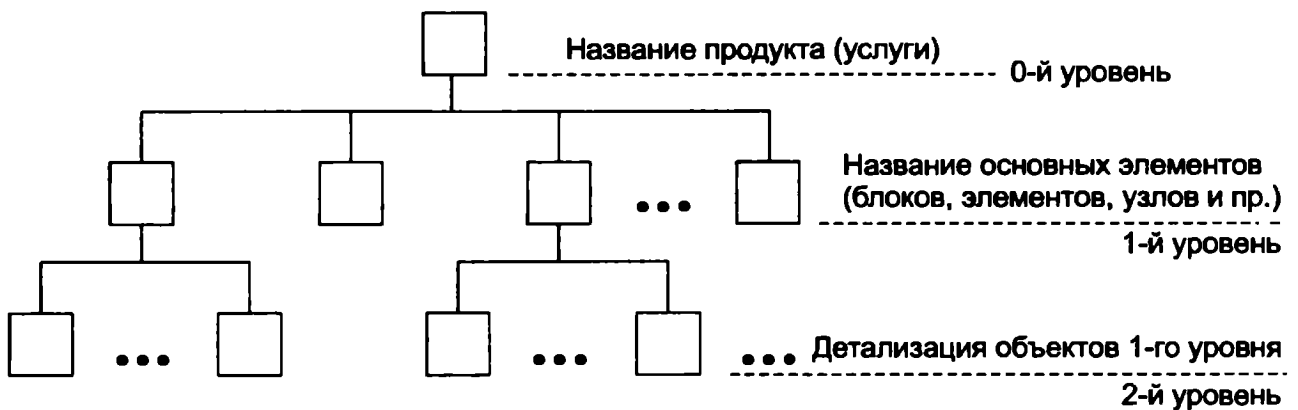 Название продукта (услуги)
0-й уровень
Название основных элементов
(блоков, элементов, узлов и пр.)
1-й уровень
Детализация объектов 1-го уровня
2-й уровень